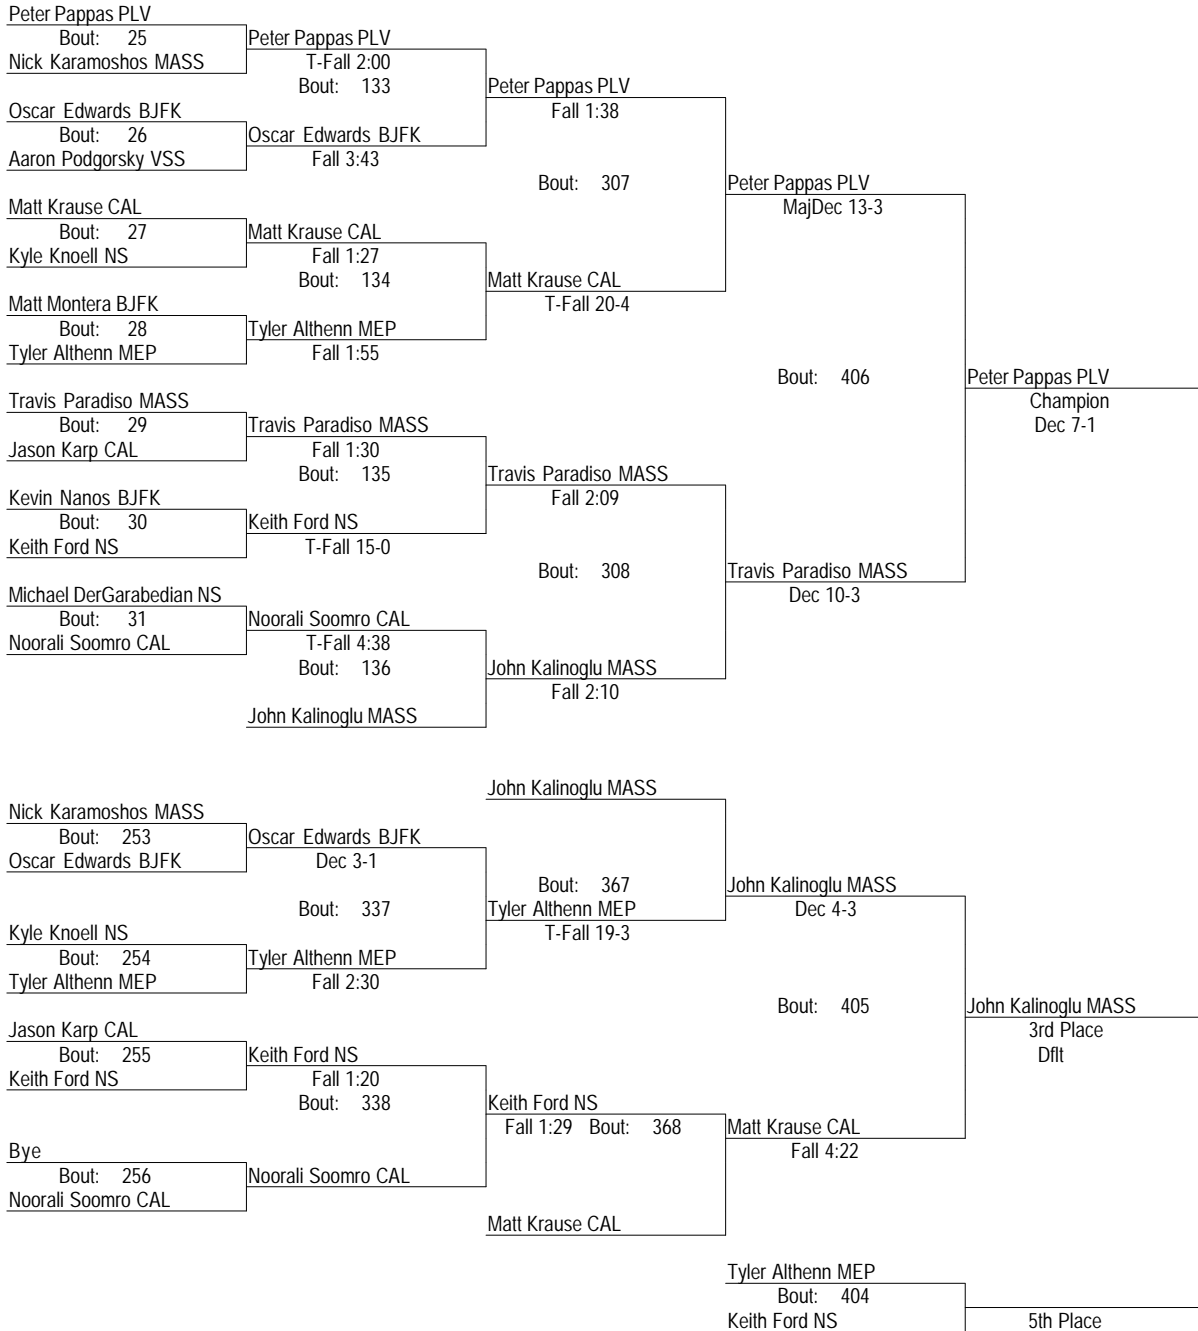 Peter Pappas PLV
Bout: 25
Peter Pappas PLV
Nick Karamoshos MASS
T-Fall 2:00
Bout: 133
Peter Pappas PLV
Oscar Edwards BJFK
Fall 1:38
Bout: 26
Oscar Edwards BJFK
Aaron Podgorsky VSS
Fall 3:43
Bout: 307
Peter Pappas PLV
Matt Krause CAL
MajDec 13-3
Bout: 27
Matt Krause CAL
Kyle Knoell NS
Fall 1:27
Bout: 134
Matt Krause CAL
Matt Montera BJFK
T-Fall 20-4
Bout: 28
Tyler Althenn MEP
Tyler Althenn MEP
Fall 1:55
Bout: 406
Peter Pappas PLV
Travis Paradiso MASS
Champion
Bout: 29
Travis Paradiso MASS
Dec 7-1
Jason Karp CAL
Fall 1:30
Bout: 135
Travis Paradiso MASS
Kevin Nanos BJFK
Fall 2:09
Bout: 30
Keith Ford NS
Keith Ford NS
T-Fall 15-0
Bout: 308
Travis Paradiso MASS
Michael DerGarabedian NS
Dec 10-3
Bout: 31
Noorali Soomro CAL
Noorali Soomro CAL
T-Fall 4:38
Bout: 136
John Kalinoglu MASS
Fall 2:10
John Kalinoglu MASS
John Kalinoglu MASS
Nick Karamoshos MASS
Bout: 253
Oscar Edwards BJFK
Oscar Edwards BJFK
Dec 3-1
Bout: 367
John Kalinoglu MASS
Bout: 337
Tyler Althenn MEP
Dec 4-3
Kyle Knoell NS
T-Fall 19-3
Bout: 254
Tyler Althenn MEP
Tyler Althenn MEP
Fall 2:30
Bout: 405
John Kalinoglu MASS
Jason Karp CAL
3rd Place
Bout: 255
Keith Ford NS
Dflt
Keith Ford NS
Fall 1:20
Bout: 338
Keith Ford NS
Fall 1:29 Bout: 368
Matt Krause CAL
Bye
Fall 4:22
Bout: 256
Noorali Soomro CAL
Noorali Soomro CAL
Matt Krause CAL
Tyler Althenn MEP
Bout: 404
Keith Ford NS
5th Place